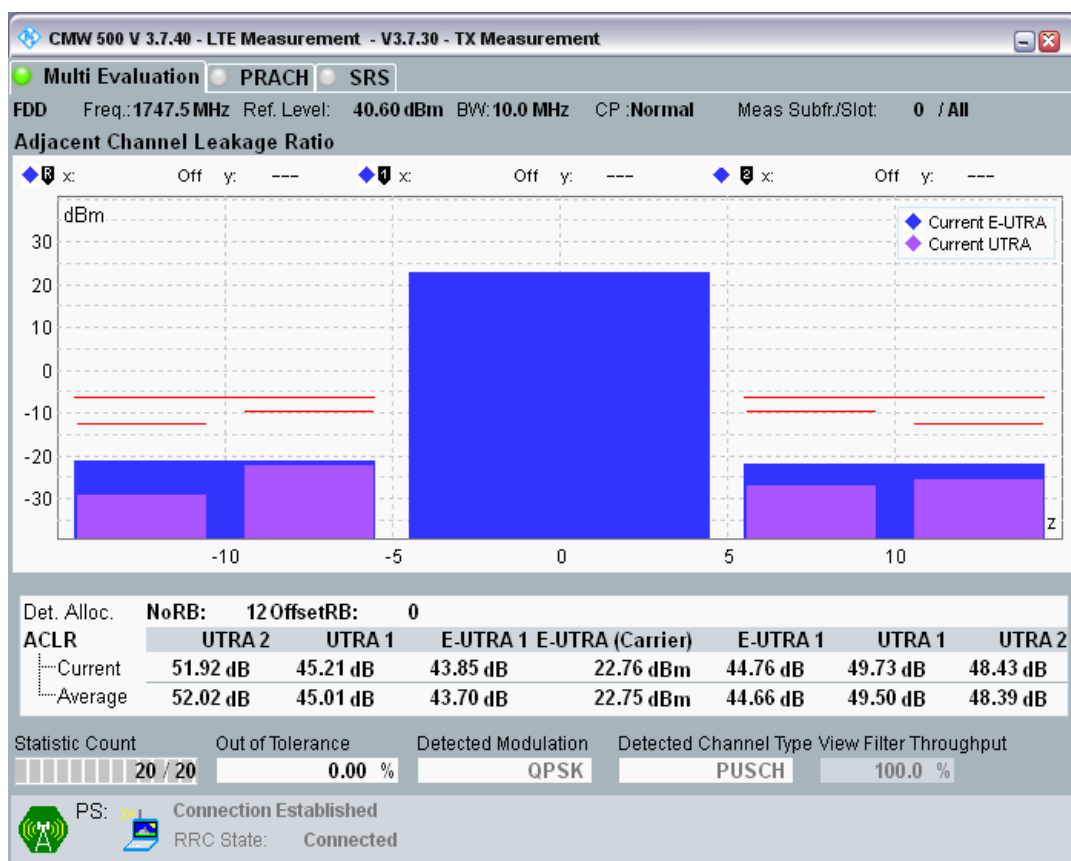 CMW 500 V 3.7.40 - LTE Measurement - V3.7.30 - TX Measurement
Multi Evaluation PRACH SRS
FDD Freq.: 1747.5 MHz Ref. Level: 40.60 dBm BW: 10.0 MHz CP :Normal Meas Subfr./Slot: 0 / All
Adjacent Channel Leakage Ratio
R x: Off y: --- 1 x: Off y: --- 2 x: Off y: ---
dBm
Current E-UTRA
Current UTRA
30
20
10
0
-10
-20
-30
z
-10 -5 0 5 10
Det. Alloc. NoRB: 12 OffsetRB: 0
ACLR UTRA 2 UTRA 1 E-UTRA 1 E-UTRA (Carrier) E-UTRA 1 UTRA 1 UTRA 2
Current 51.92 dB 45.21 dB 43.85 dB 22.76 dBm 44.76 dB 49.73 dB 48.43 dB
Average 52.02 dB 45.01 dB 43.70 dB 22.75 dBm 44.66 dB 49.50 dB 48.39 dB
Statistic Count Out of Tolerance Detected Modulation Detected Channel Type View Filter Throughput
20 / 20 0.00 % QPSK PUSCH 100.0 %
PS: Connection Established
RRC State: Connected